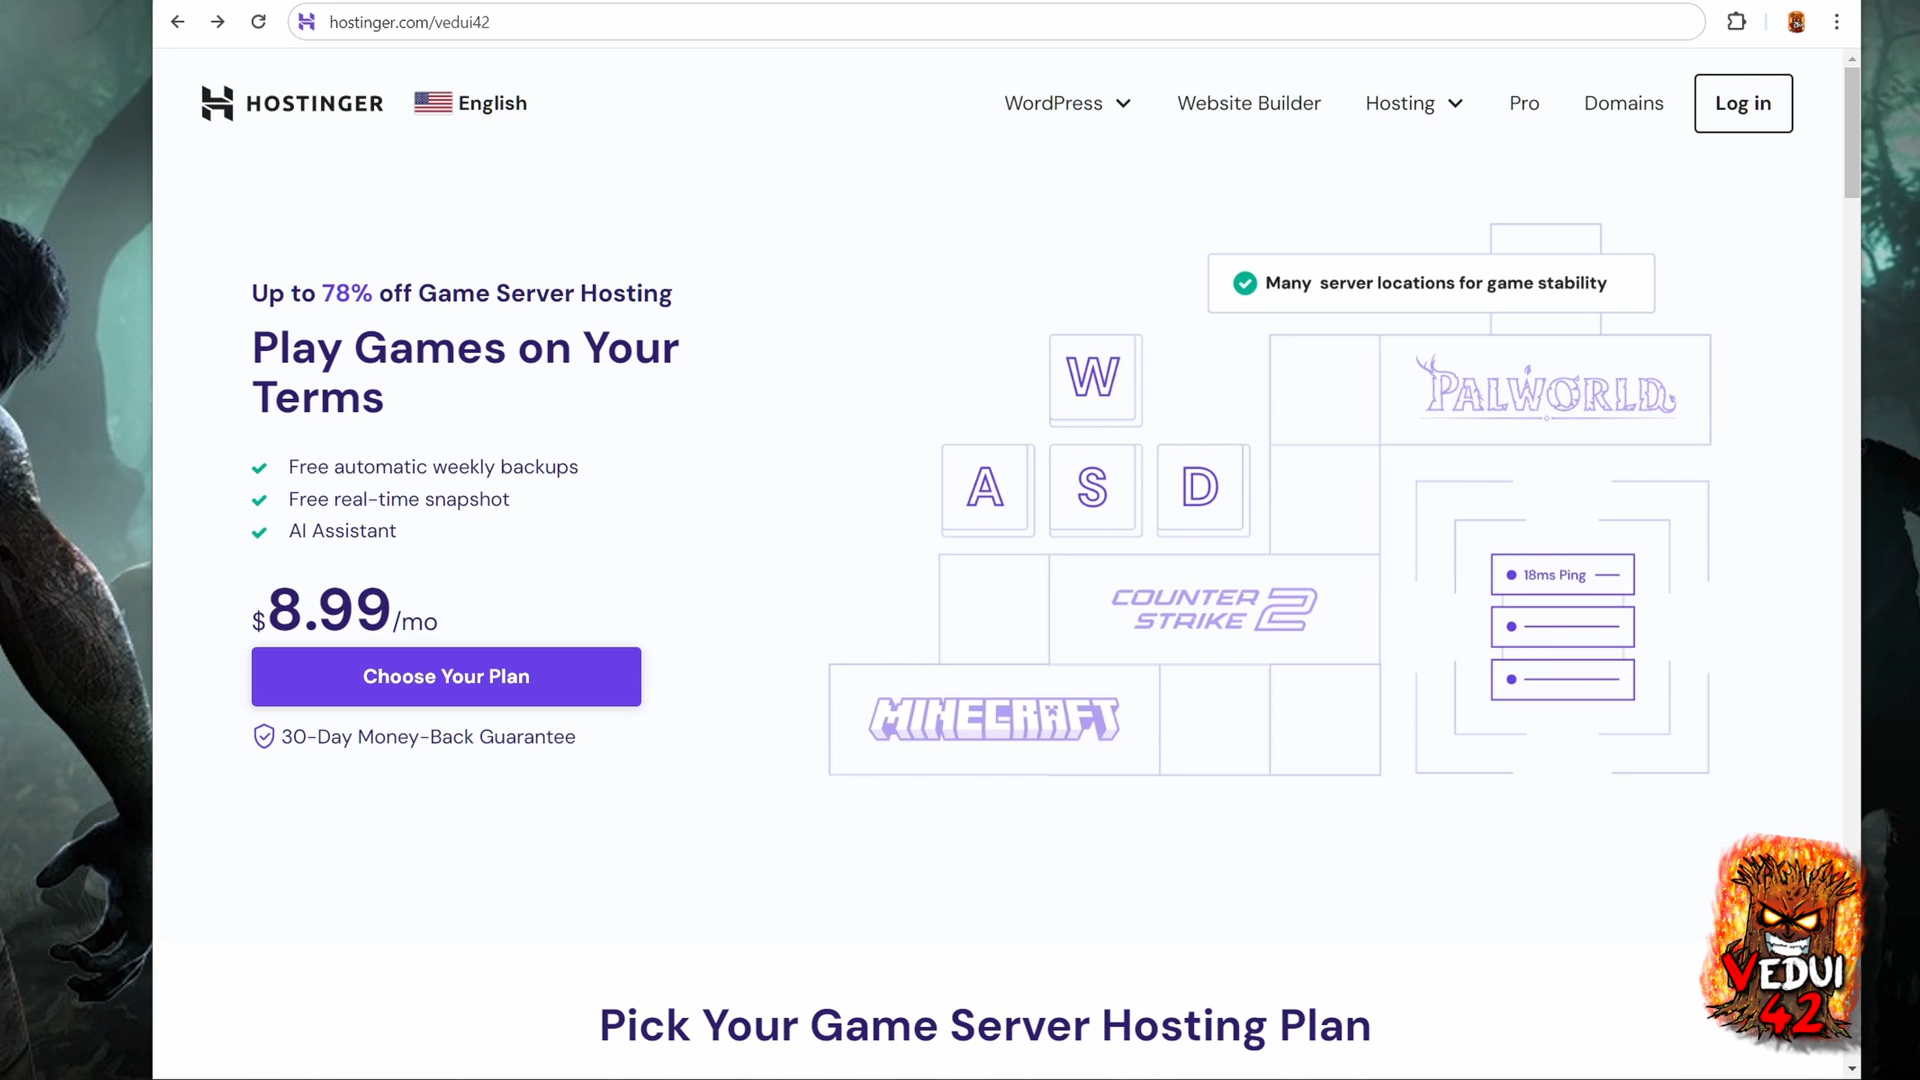 hostinger.com/vedui42
HOSTINGER
English
WordPress
Website Builder
Hosting
Pro
Domains
Log in
Up to 78% off Game Server Hosting
Play Games on Your
Terms
Free automatic weekly backups
Free real-time snapshot
AI Assistant
$8.99/mo
Choose Your Plan
30-Day Money-Back Guarantee
Many server locations for game stability
W
PALWORLD
A S D
18ms Ping
COUNTER
STRIKE 2
MINECRAFT
VEDUI
42
Pick Your Game Server Hosting Plan